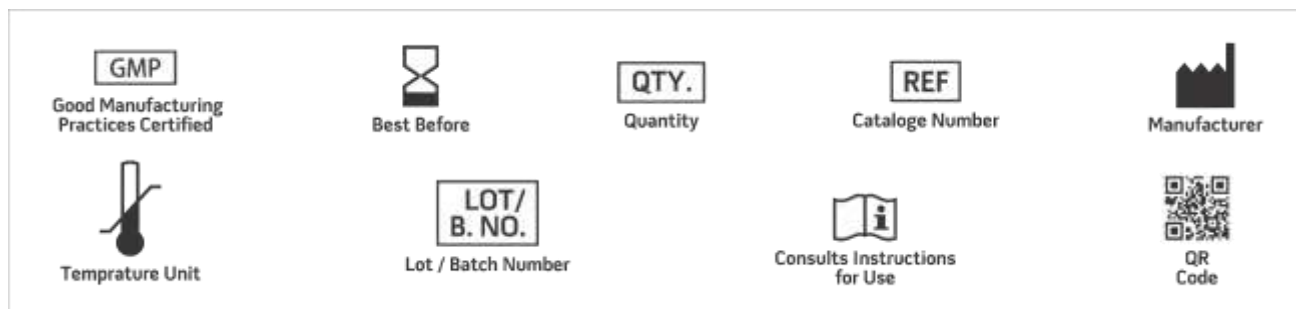 GMP
Good Manufacturing
Practices Certified
Best Before
QTY.
Quantity
REF
Cataloge Number
Manufacturer
Temprature Unit
LOT/
B. NO.
Lot / Batch Number
i
Consults Instructions
for Use
QR
Code